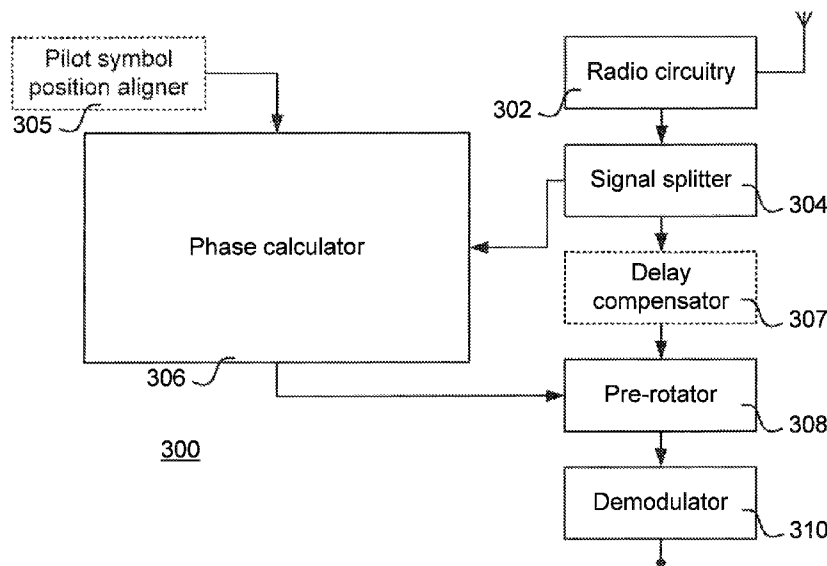 Pilot symbol
position aligner
305
Radio circuitry
302
Signal splitter
304
Phase calculator
306
Delay
compensator
307
Pre-rotator
308
300
Demodulator
310